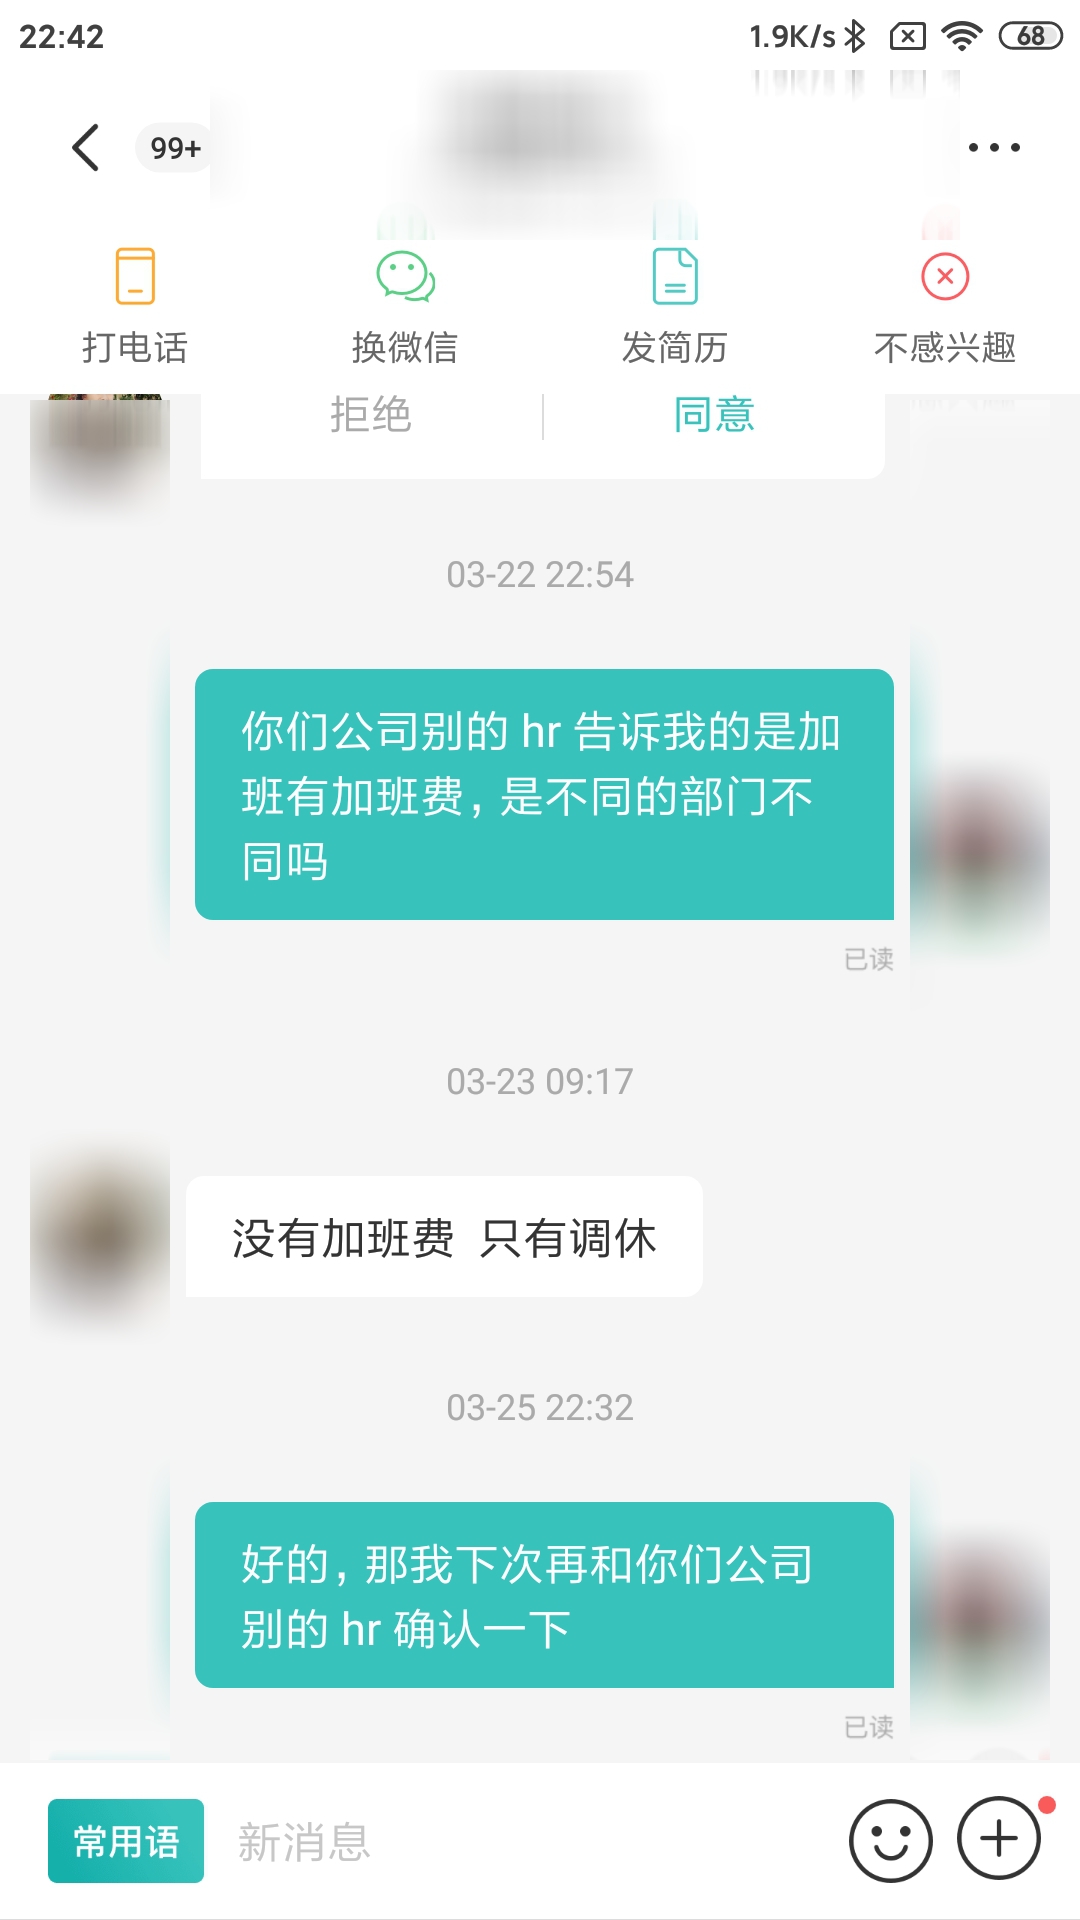 22:42 1.9K/s 68
99+
打电话 换微信 发简历 不感兴趣
拒绝 同意
03-22 22:54
你们公司别的 hr 告诉我的是加
班有加班费，是不同的部门不
同吗
已读
03-23 09:17
没有加班费 只有调休
03-25 22:32
好的，那我下次再和你们公司
别的 hr 确认一下
已读
常用语 新消息